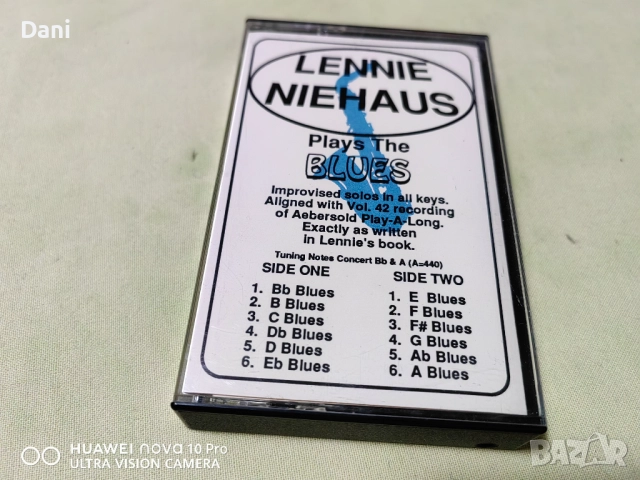 Dani
LENNIE
NIEHAUS
Plays The
BLUES
Improvised solos in all keys.
Aligned with Vol. 42 recording
of Aebersold Play-A-Long.
Exactly as written
in Lennie's book.
Tuning Notes Concert Bb & A (A=440)
SIDE ONE
1. Bb Blues
2. B Blues
3. C Blues
4. Db Blues
5. D Blues
6. Eb Blues
SIDE TWO
1. E Blues
2. F Blues
3. F# Blues
4. G Blues
5. Ab Blues
6. A Blues
HUAWEI nova 10 Pro
ULTRA VISION CAMERA
BAZAR